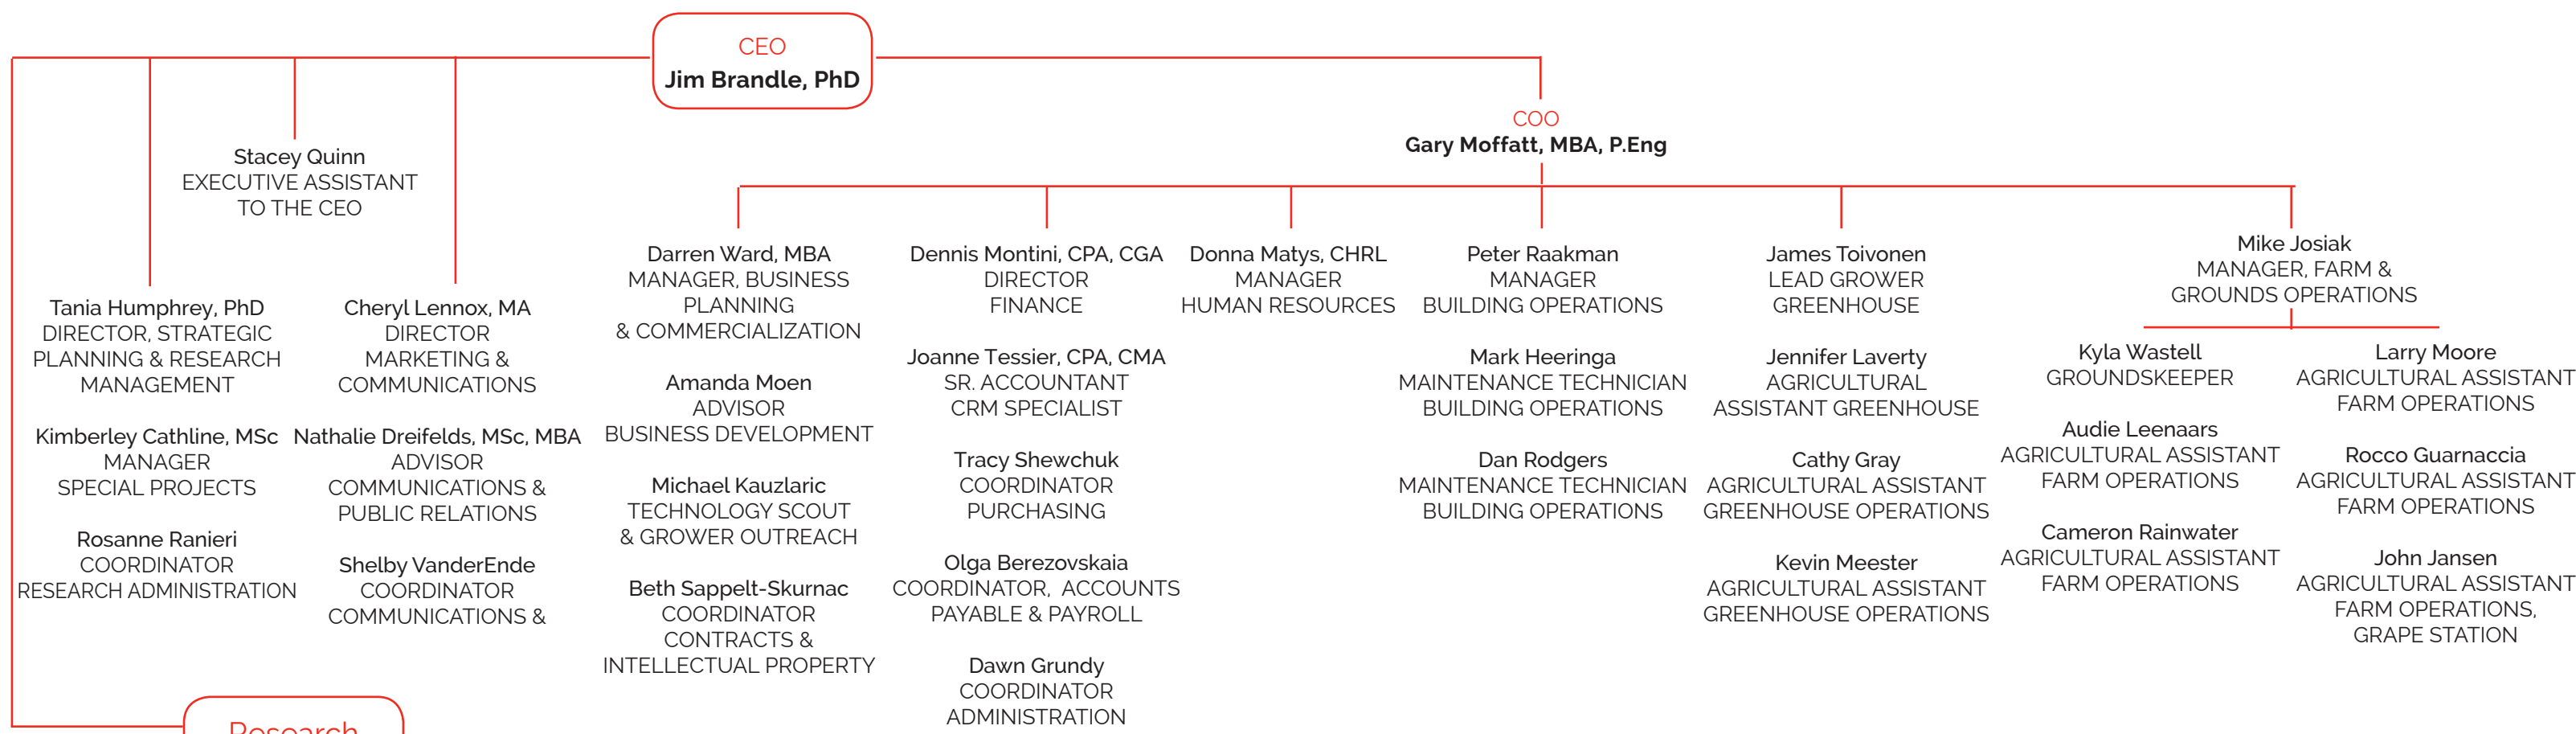 CEO
Jim Brandle, PhD
COO
Gary Moffatt, MBA, P.Eng
Stacey Quinn
EXECUTIVE ASSISTANT
TO THE CEO
Tania Humphrey, PhD
DIRECTOR, STRATEGIC
PLANNING & RESEARCH
MANAGEMENT
Kimberley Cathline, MSc
MANAGER
SPECIAL PROJECTS
Rosanne Ranieri
COORDINATOR
RESEARCH ADMINISTRATION
Cheryl Lennox, MA
DIRECTOR
MARKETING &
COMMUNICATIONS
Nathalie Dreifelds, MSc, MBA
ADVISOR
COMMUNICATIONS &
PUBLIC RELATIONS
Shelby VanderEnde
COORDINATOR
COMMUNICATIONS &
Darren Ward, MBA
MANAGER, BUSINESS
PLANNING
& COMMERCIALIZATION
Amanda Moen
ADVISOR
BUSINESS DEVELOPMENT
Michael Kauzlaric
TECHNOLOGY SCOUT
& GROWER OUTREACH
Beth Sappelt-Skurnac
COORDINATOR
CONTRACTS &
INTELLECTUAL PROPERTY
Dennis Montini, CPA, CGA
DIRECTOR
FINANCE
Joanne Tessier, CPA, CMA
SR. ACCOUNTANT
CRM SPECIALIST
Tracy Shewchuk
COORDINATOR
PURCHASING
Olga Berezovskaia
COORDINATOR, ACCOUNTS
PAYABLE & PAYROLL
Dawn Grundy
COORDINATOR
ADMINISTRATION
Donna Matys, CHRL
MANAGER
HUMAN RESOURCES
Peter Raakman
MANAGER
BUILDING OPERATIONS
Mark Heeringa
MAINTENANCE TECHNICIAN
BUILDING OPERATIONS
Dan Rodgers
MAINTENANCE TECHNICIAN
BUILDING OPERATIONS
James Toivonen
LEAD GROWER
GREENHOUSE
Jennifer Laverty
AGRICULTURAL
ASSISTANT GREENHOUSE
Cathy Gray
AGRICULTURAL ASSISTANT
GREENHOUSE OPERATIONS
Kevin Meester
AGRICULTURAL ASSISTANT
GREENHOUSE OPERATIONS
Mike Josiak
MANAGER, FARM &
GROUNDS OPERATIONS
Kyla Wastell
GROUNDSKEEPER
Audie Leenaars
AGRICULTURAL ASSISTANT
FARM OPERATIONS
Cameron Rainwater
AGRICULTURAL ASSISTANT
FARM OPERATIONS
Larry Moore
AGRICULTURAL ASSISTANT
FARM OPERATIONS
Rocco Guarnaccia
AGRICULTURAL ASSISTANT
FARM OPERATIONS
John Jansen
AGRICULTURAL ASSISTANT
FARM OPERATIONS,
GRAPE STATION
Research